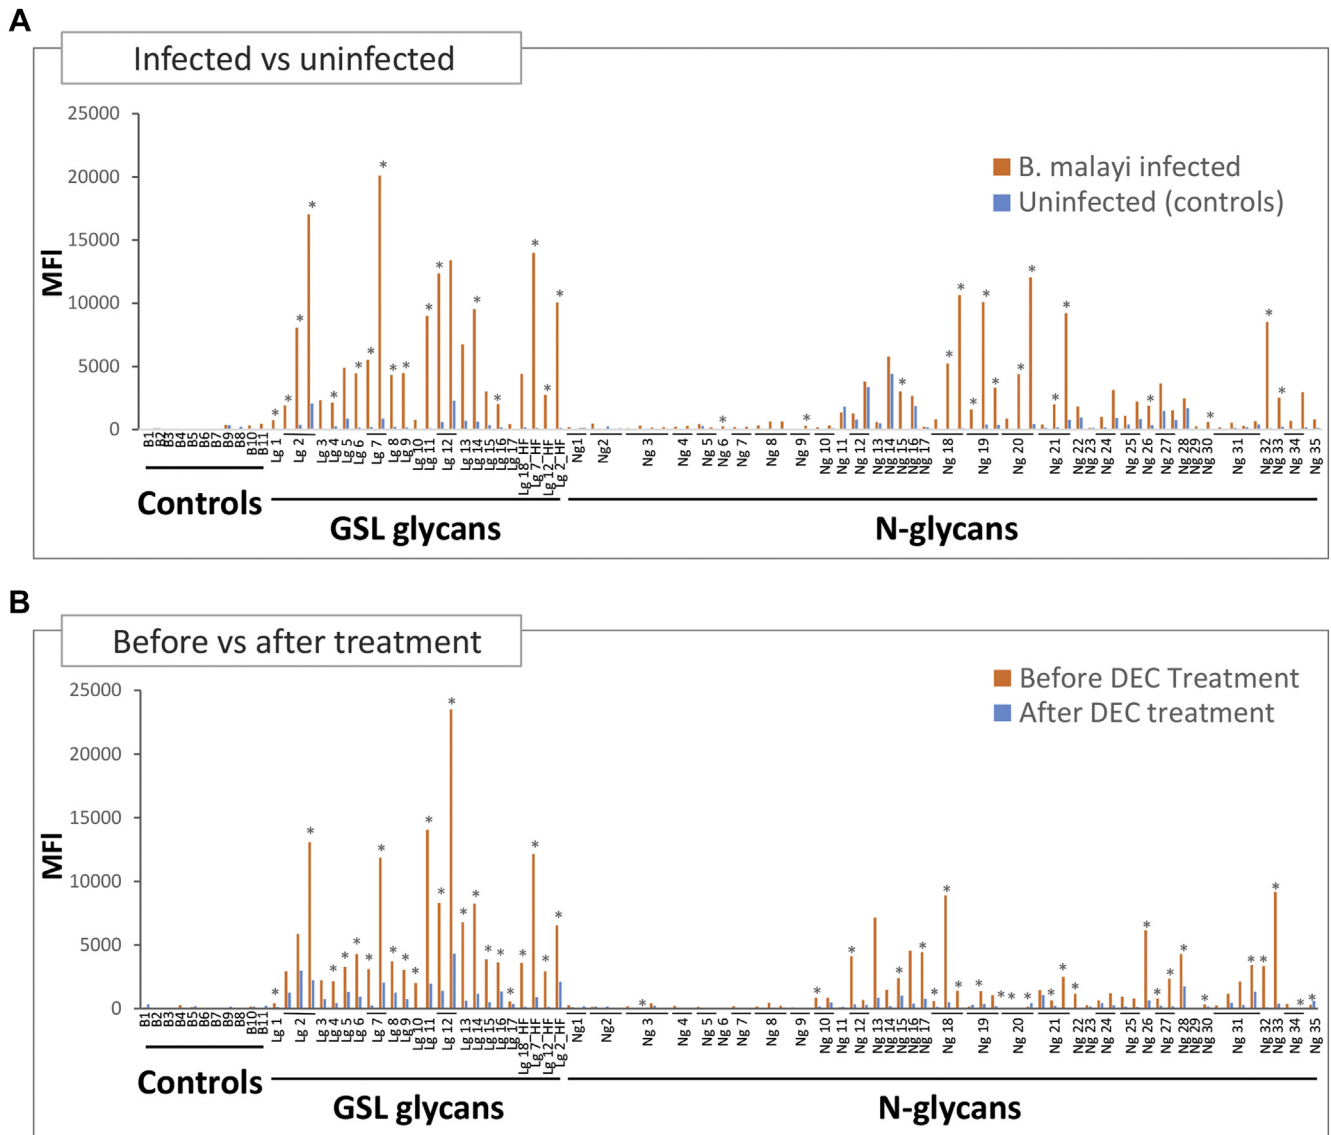 A
Infected vs uninfected
25000
20000
15000
10000
5000
0
MFI
B. malayi infected
Uninfected (controls)
* * * * * * * * * * * * * * * * * * * * * * * * * * * * * * * * *
B1 B2 B3 B4 B5 B6 B7 B9 B8 B10 B11 Lg 1 Lg 2 Lg 3 Lg 4 Lg 5 Lg 6 Lg 7 Lg 8 Lg 9 Lg 10 Lg 11 Lg 12 Lg 13 Lg 14 Lg 15 Lg 16 Lg 17 Lg 18_HF Lg 7_HF Lg 12_HF Lg 2_HF Ng1 Ng2 Ng 3 Ng 4 Ng 5 Ng 6 Ng 7 Ng 8 Ng 9 Ng 10 Ng 11 Ng 12 Ng 13 Ng 14 Ng 15 Ng 16 Ng 17 Ng 18 Ng 19 Ng 20 Ng 21 Ng 22 Ng 23 Ng 24 Ng 25 Ng 26 Ng 27 Ng 28 Ng 29 Ng 30 Ng 31 Ng 32 Ng 33 Ng 34 Ng 35
Controls
GSL glycans
N-glycans
B
Before vs after treatment
25000
20000
15000
10000
5000
0
MFI
Before DEC Treatment
After DEC treatment
B1 B2 B3 B4 B5 B6 B7 B9 B8 B10 B11 Lg 1 Lg 2 Lg 3 Lg 4 Lg 5 Lg 6 Lg 7 Lg 8 Lg 9 Lg 10 Lg 11 Lg 12 Lg 13 Lg 14 Lg 15 Lg 16 Lg 17 Lg 18_HF Lg 7_HF Lg 12_HF Lg 2_HF Ng1 Ng2 Ng 3 Ng 4 Ng 5 Ng 6 Ng 7 Ng 8 Ng 9 Ng 10 Ng 11 Ng 12 Ng 13 Ng 14 Ng 15 Ng 16 Ng 17 Ng 18 Ng 19 Ng 20 Ng 21 Ng 22 Ng 23 Ng 24 Ng 25 Ng 26 Ng 27 Ng 28 Ng 29 Ng 30 Ng 31 Ng 32 Ng 33 Ng 34 Ng 35
Controls
GSL glycans
N-glycans